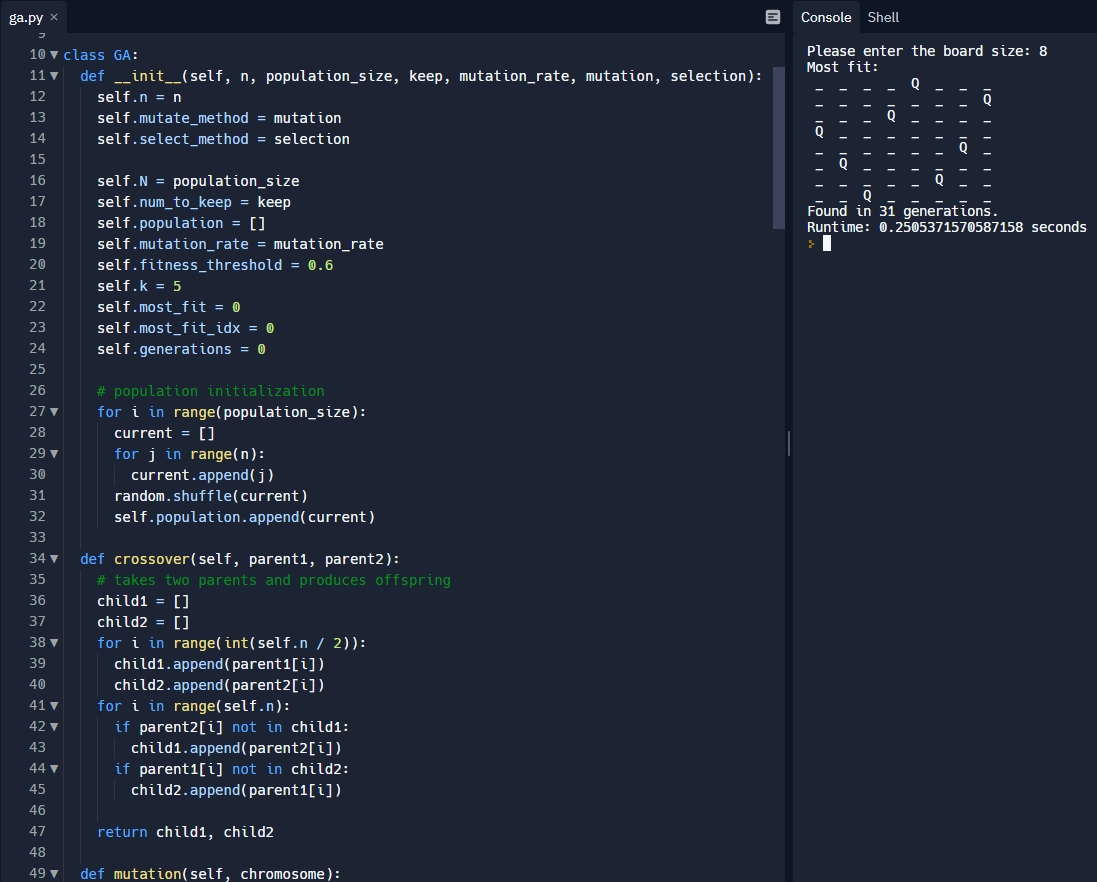 ga.py ×
Console
Shell
9
10 class GA:
11 def __init__(self, n, population_size, keep, mutation_rate, mutation, selection):
12 self.n = n
13 self.mutate_method = mutation
14 self.select_method = selection
15
16 self.N = population_size
17 self.num_to_keep = keep
18 self.population = []
19 self.mutation_rate = mutation_rate
20 self.fitness_threshold = 0.6
21 self.k = 5
22 self.most_fit = 0
23 self.most_fit_idx = 0
24 self.generations = 0
25
26 # population initialization
27 for i in range(population_size):
28 current = []
29 for j in range(n):
30 current.append(j)
31 random.shuffle(current)
32 self.population.append(current)
33
34 def crossover(self, parent1, parent2):
35 # takes two parents and produces offspring
36 child1 = []
37 child2 = []
38 for i in range(int(self.n / 2)):
39 child1.append(parent1[i])
40 child2.append(parent2[i])
41 for i in range(self.n):
42 if parent2[i] not in child1:
43 child1.append(parent2[i])
44 if parent1[i] not in child2:
45 child2.append(parent1[i])
46
47 return child1, child2
48
49 def mutation(self, chromosome):
Please enter the board size: 8
Most fit:
_ _ _ _ Q _ _ _
_ _ _ _ _ _ _ Q
_ _ _ Q _ _ _ _
Q _ _ _ _ _ _ _
_ _ _ _ _ _ Q _
_ Q _ _ _ _ _ _
_ _ _ _ _ Q _ _
_ _ Q _ _ _ _ _
Found in 31 generations.
Runtime: 0.2505371570587158 seconds